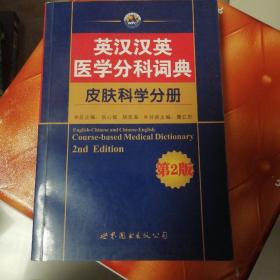 英汉汉英
医学分科词典
皮肤科学分册
English-Chinese and Chinese-English
Course-based Medical Dictionary
2nd Edition
第2版
世界图书出版公司